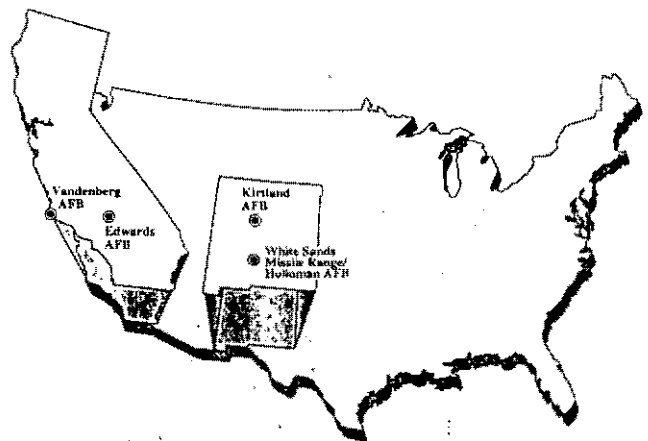 Vandenberg
AFB
Edwards
AFB
Kirtland
AFB
White Sands
Missile Range/
Holloman AFB